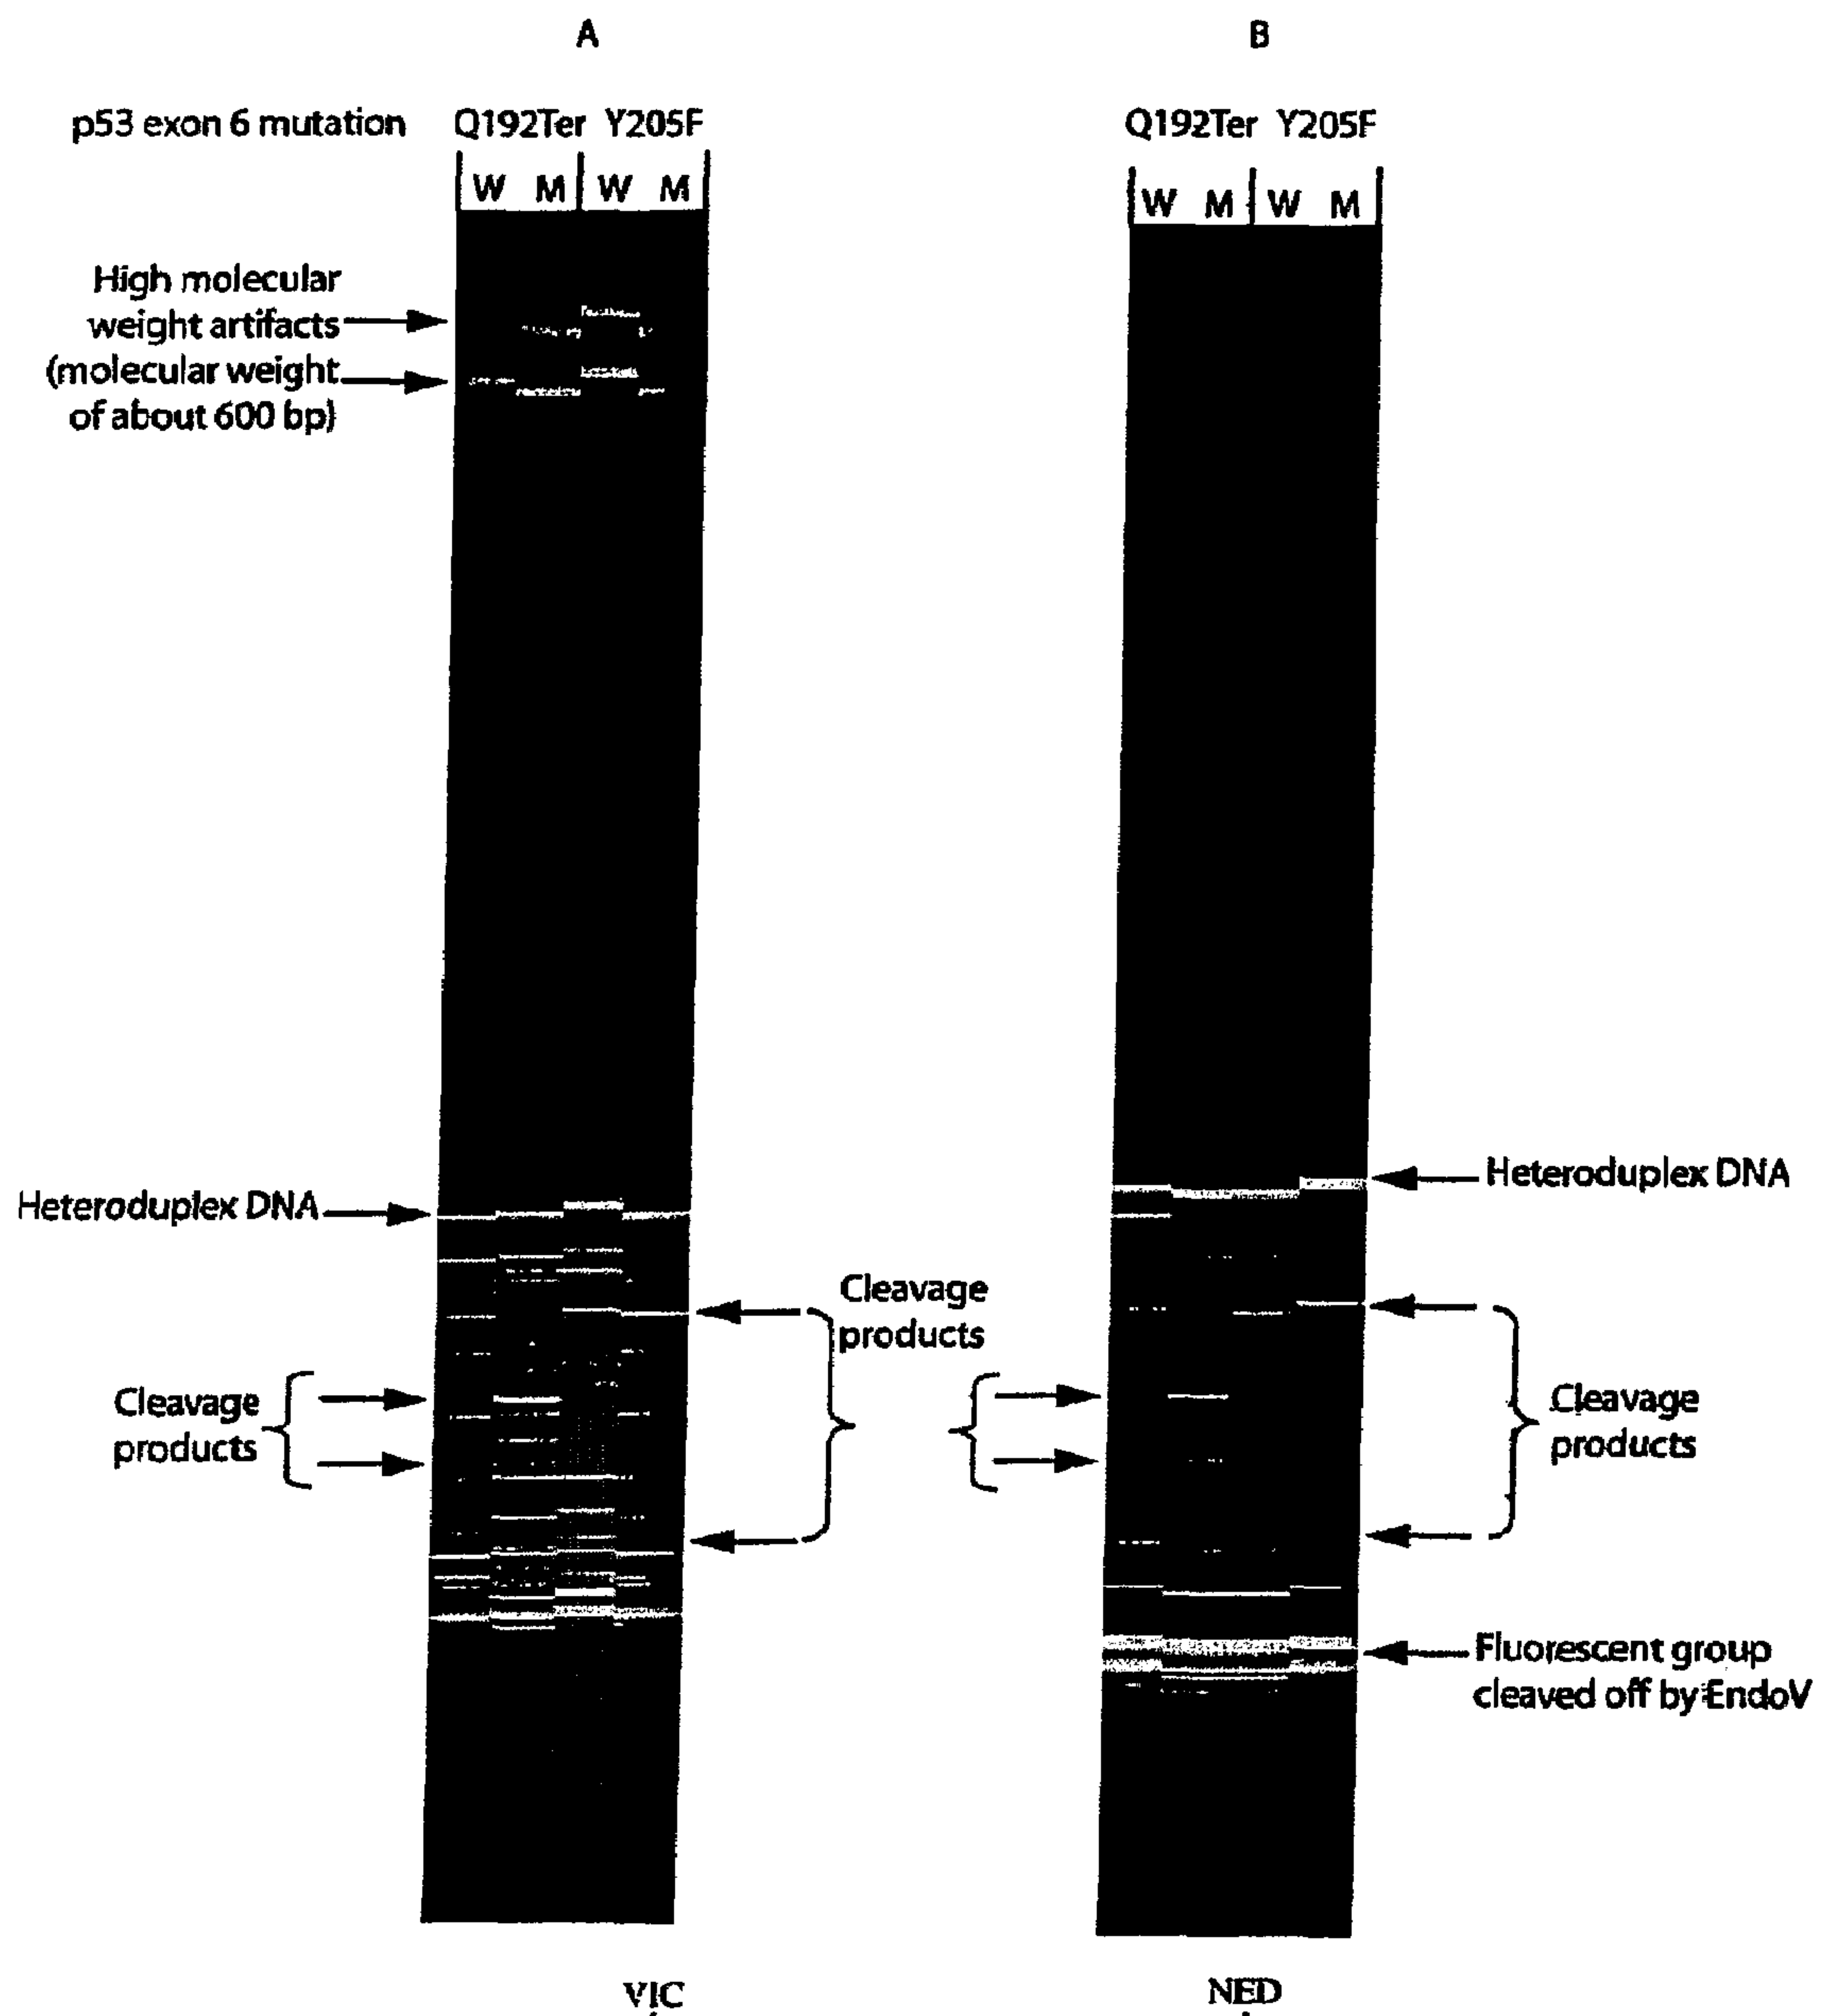 A
B
p53 exon 6 mutation
Q192Ter Y205F
W M W M
Q192Ter Y205F
W M W M
High molecular
weight artifacts
(molecular weight
of about 600 bp)
Heteroduplex DNA
Heteroduplex DNA
Cleavage
products
Cleavage
products
Cleavage
products
Fluorescent group
cleaved off by EndoV
VIC
NED